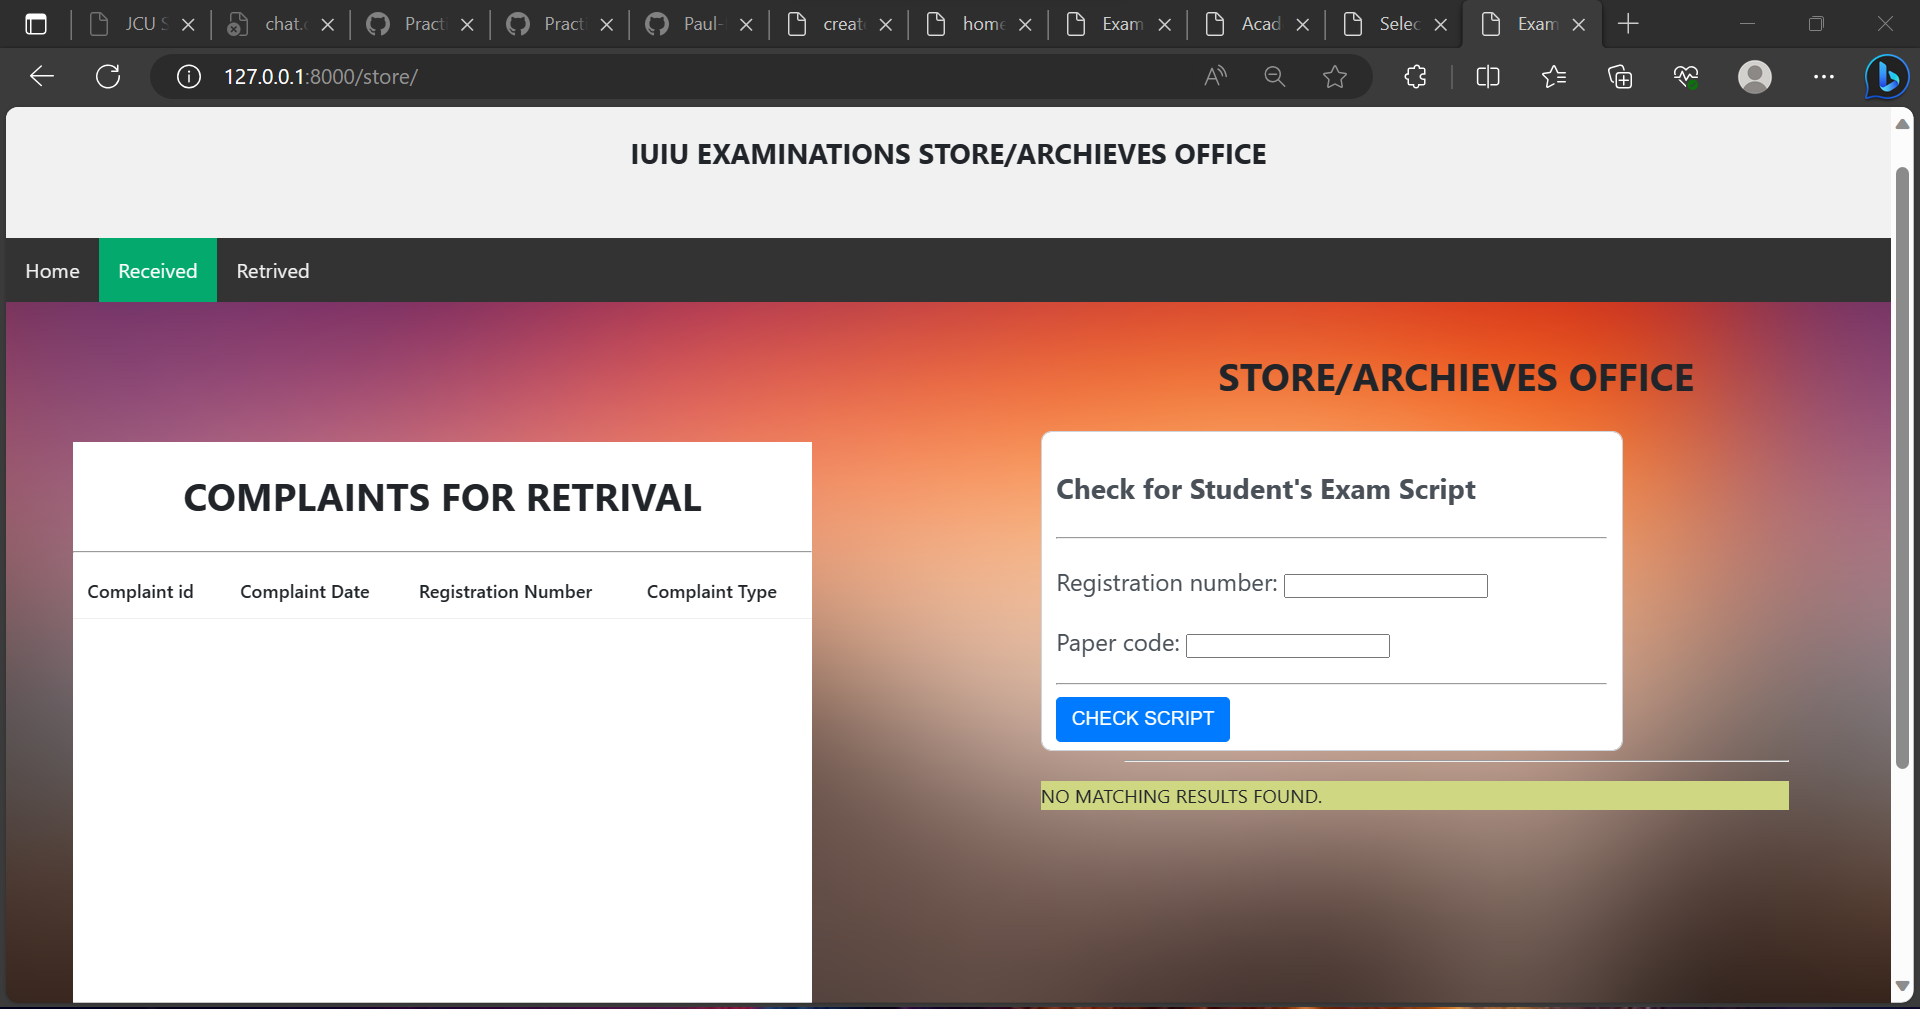 JCU S
chat.
Pract
Pract
Paul-
creat
home
Exam
Acad
Selec
Exam
127.0.0.1:8000/store/
IUIU EXAMINATIONS STORE/ARCHIEVES OFFICE
Home Received Retrived
STORE/ARCHIEVES OFFICE
COMPLAINTS FOR RETRIVAL
Complaint id Complaint Date Registration Number Complaint Type
Check for Student's Exam Script
Registration number:
Paper code:
CHECK SCRIPT
NO MATCHING RESULTS FOUND.